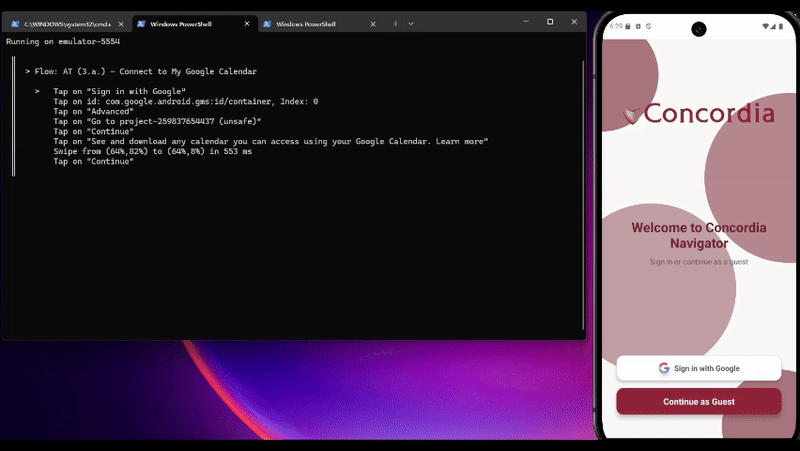 C:\WINDOWS\system32\cmd.e
Windows PowerShell
Windows PowerShell
Running on emulator-5554
> Flow: AT (3.a.) - Connect to My Google Calendar
> Tap on "Sign in with Google"
Tap on id: com.google.android.gms:id/container, Index: 0
Tap on "Advanced"
Tap on "Go to project-259837654437 (unsafe)"
Tap on "Continue"
Tap on "See and download any calendar you can access using your Google Calendar. Learn more"
Swipe from (64%,82%) to (64%,8%) in 553 ms
Tap on "Continue"
6:29
Concordia
Welcome to Concordia
Navigator
Sign in or continue as a guest
Sign in with Google
Continue as Guest